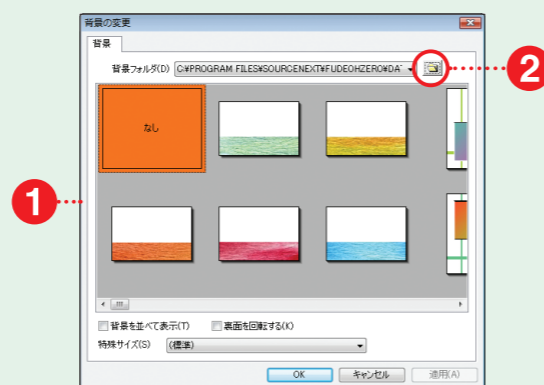 背景の変更
背景
背景フォルダ(D) C:¥PROGRAM FILES¥SOURCENEXT¥FUDEOHZERO¥DA
2
なし
1
背景を並べて表示(T) 裏面を回転する(K)
特殊サイズ(S) (標準)
OK キャンセル 適用(A)